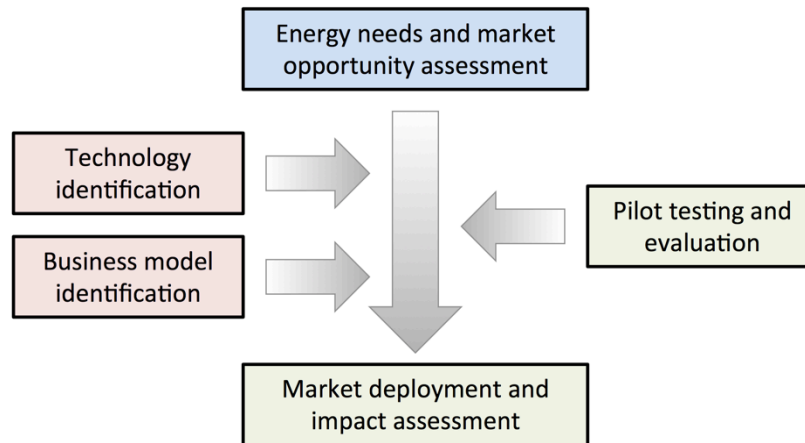 Energy needs and market
opportunity assessment
Technology
identification
Business model
identification
Pilot testing and
evaluation
Market deployment and
impact assessment